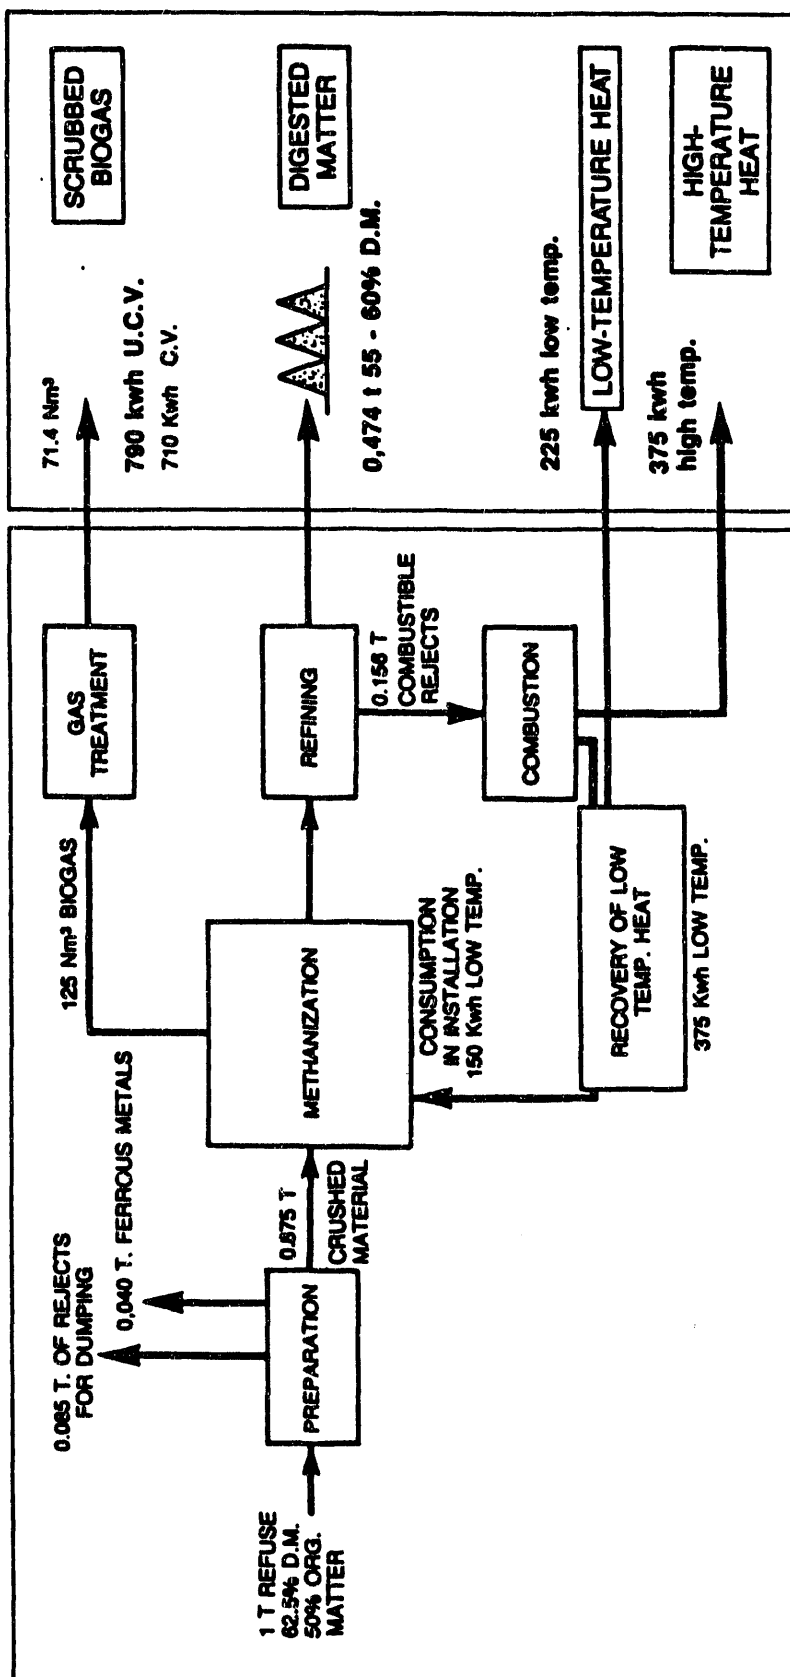 1 T REFUSE
62.5% D.M.
50% ORG.
MATTER
PREPARATION
0.085 T. OF REJECTS
FOR DUMPING
0,040 T. FERROUS METALS
0.875 T
CRUSHED
MATERIAL
METHANIZATION
125 Nm³ BIOGAS
GAS
TREATMENT
REFINING
0.156 T
COMBUSTIBLE
REJECTS
COMBUSTION
CONSUMPTION
IN INSTALLATION
150 Kwh LOW TEMP.
RECOVERY OF LOW
TEMP. HEAT
375 Kwh LOW TEMP.
71.4 Nm³
790 kwh U.C.V.
710 Kwh C.V.
SCRUBBED
BIOGAS
0,474 t 55 - 60% D.M.
DIGESTED
MATTER
225 kwh low temp.
LOW-TEMPERATURE HEAT
375 kwh
high temp.
HIGH-
TEMPERATURE
HEAT